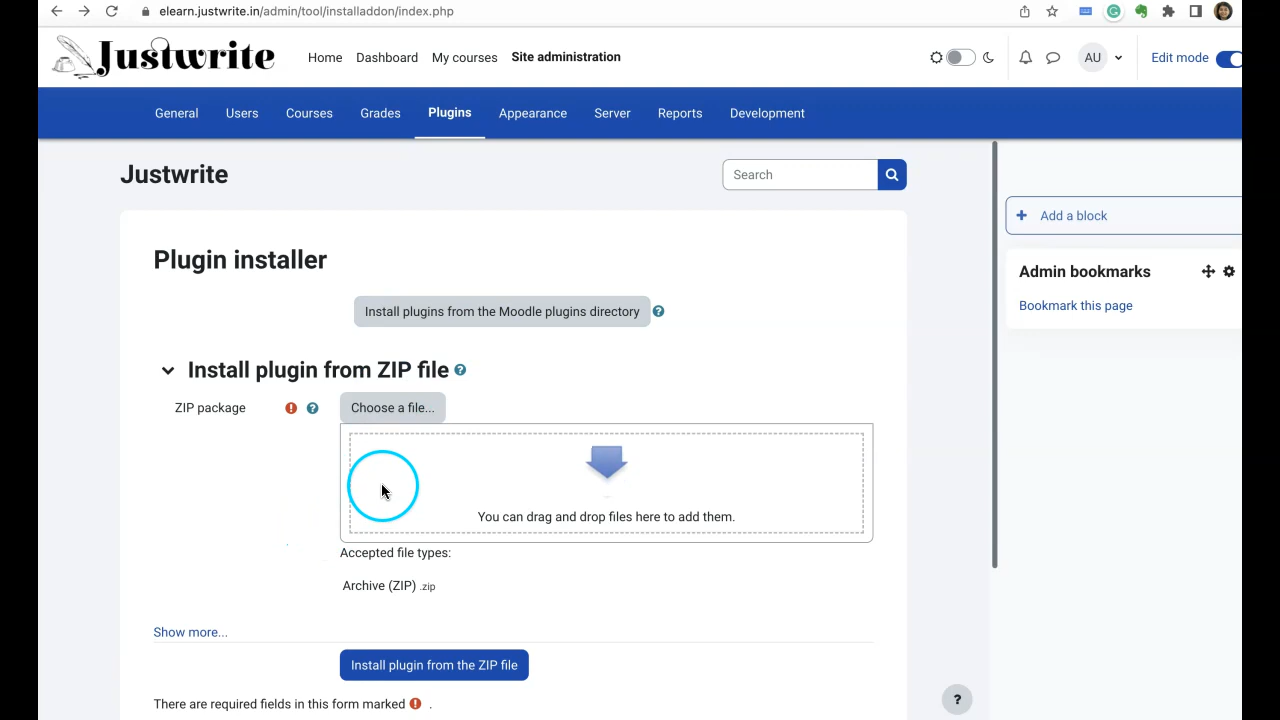 elearn.justwrite.in/admin/tool/installaddon/index.php
Justwrite Home Dashboard My courses Site administration AU Edit mode
General Users Courses Grades Plugins Appearance Server Reports Development
Justwrite Search
Add a block
Plugin installer
Admin bookmarks
Bookmark this page
Install plugins from the Moodle plugins directory ?
Install plugin from ZIP file ?
ZIP package ! ? Choose a file...
You can drag and drop files here to add them.
Accepted file types:
Archive (ZIP) .zip
Show more...
Install plugin from the ZIP file
There are required fields in this form marked ! .
?